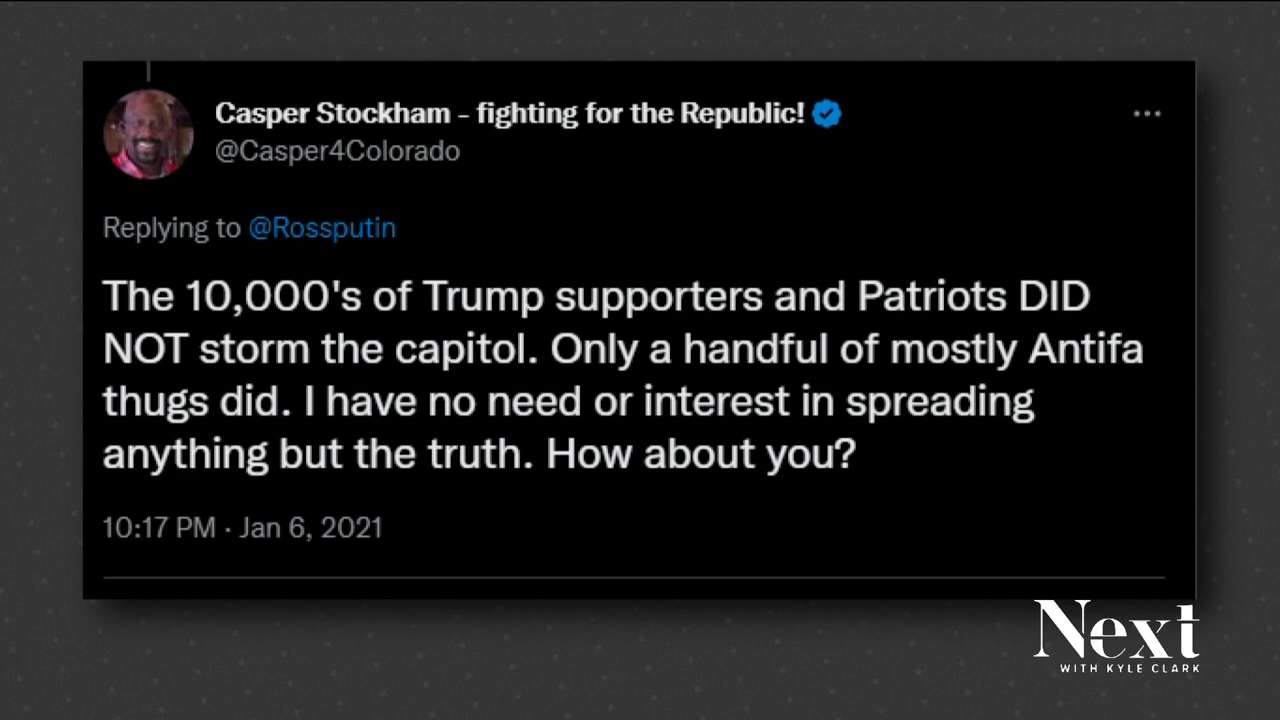 Casper Stockham - fighting for the Republic!
@Casper4Colorado
Replying to @Rossputin
The 10,000's of Trump supporters and Patriots DID
NOT storm the capitol. Only a handful of mostly Antifa
thugs did. I have no need or interest in spreading
anything but the truth. How about you?
10:17 PM · Jan 6, 2021
Next
WITH KYLE CLARK